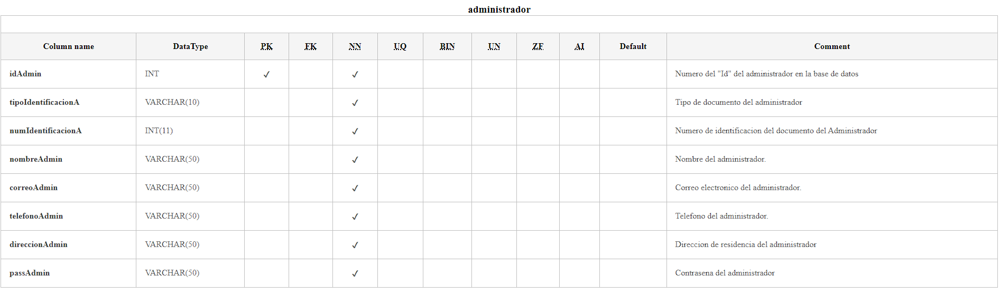 administrador
Column name DataType PK FK NN UQ BIN UN ZF AI Default Comment
idAdmin INT ✓ ✓ Numero del "Id" del administrador en la base de datos
tipoIdentificacionA VARCHAR(10) ✓ Tipo de documento del administrador
numIdentificacionA INT(11) ✓ Numero de identificacion del documento del Administrador
nombreAdmin VARCHAR(50) ✓ Nombre del administrador.
correoAdmin VARCHAR(50) ✓ Correo electronico del administrador.
telefonoAdmin VARCHAR(50) ✓ Telefono del administrador.
direccionAdmin VARCHAR(50) ✓ Direccion de residencia del administrador
passAdmin VARCHAR(50) ✓ Contrasena del administrador